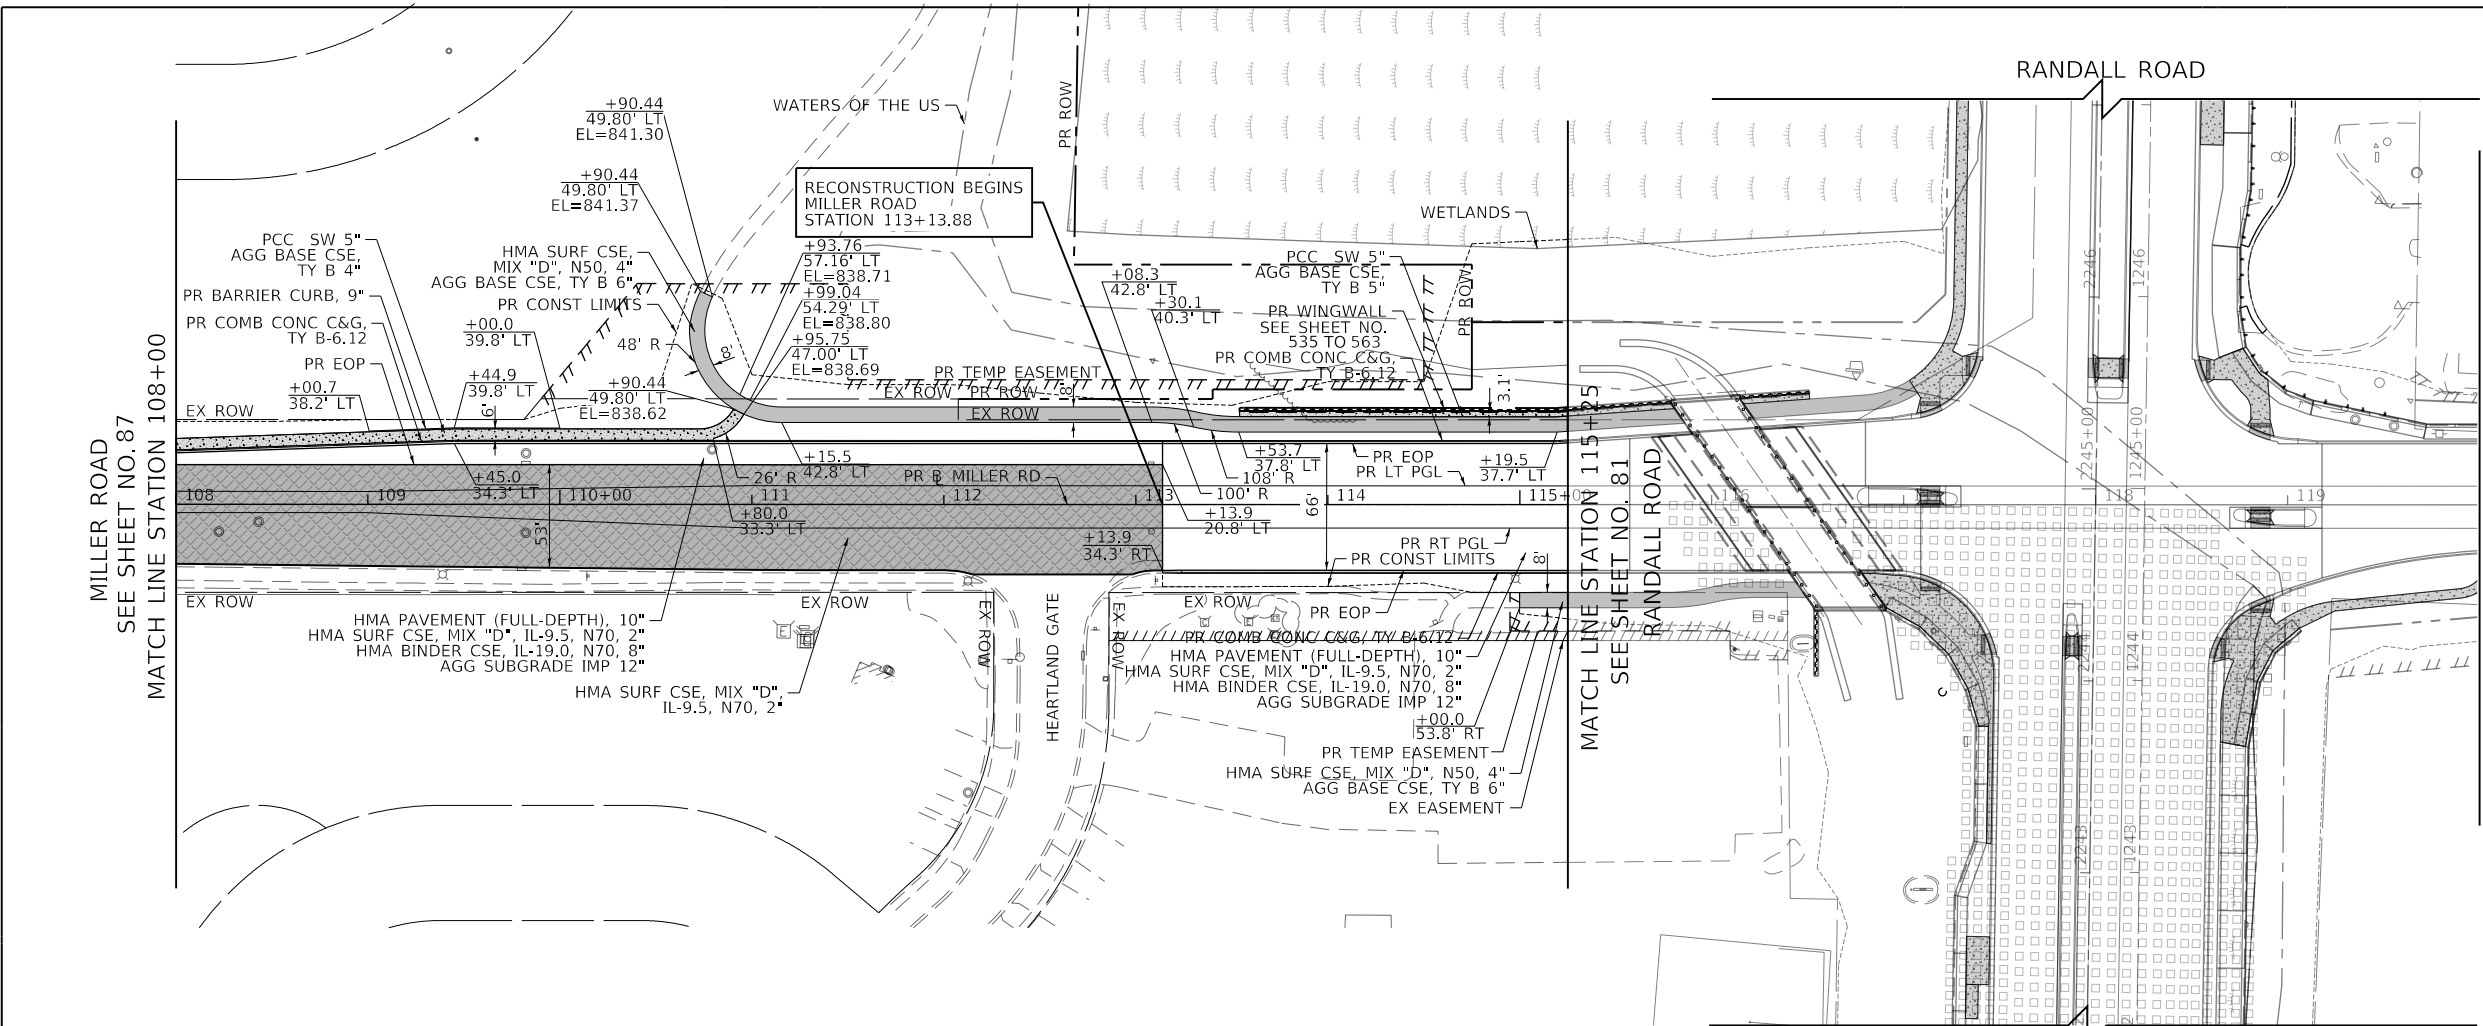 RANDALL ROAD
WATERS OF THE US
PR ROW
+90.44
49.80' LT
EL=841.30
+90.44
49.80' LT
EL=841.37
RECONSTRUCTION BEGINS
MILLER ROAD
STATION 113+13.88
WETLANDS
PCC SW 5"
AGG BASE CSE,
TY B 4"
PR BARRIER CURB, 9"
PR COMB CONC C&G,
TY B-6.12
PR EOP
HMA SURF CSE,
MIX "D", N50, 4"
AGG BASE CSE, TY B 6"
PR CONST LIMITS
+00.0
39.8' LT
48' R
8'
+00.7
38.2' LT
+44.9
39.8' LT
6'
+90.44
49.80' LT
EL=838.62
+93.76
57.16' LT
EL=838.71
+99.04
54.29' LT
EL=838.80
+95.75
47.00' LT
EL=838.69
+08.3
42.8' LT
+30.1
40.3' LT
PCC SW 5"
AGG BASE CSE,
TY B 5"
PR WINGWALL
SEE SHEET NO.
535 TO 563
PR COMB CONC C&G,
TY B-6.12
PR ROW
3.1'
PR TEMP EASEMENT
EX ROW
PR ROW
8'
EX ROW
EX ROW
MILLER ROAD
SEE SHEET NO. 87
MATCH LINE STATION 108+00
+45.0
34.3' LT
26' R
+15.5
42.8' LT
PR B MILLER RD
+53.7
37.8' LT
108' R
100' R
PR EOP
PR LT PGL
+19.5
37.7' LT
108
109
110+00
111
112
113
114
115+00
116
118
119
53'
+80.0
33.3' LT
+13.9
34.3' RT
+13.9
20.8' LT
66'
PR RT PGL
PR CONST LIMITS
8'
MATCH LINE STATION 115+25
SEE SHEET NO. 81
RANDALL ROAD
EX ROW
EX ROW
EX ROW
HEARTLAND GATE
EX ROW
EX ROW
PR EOP
HMA PAVEMENT (FULL-DEPTH), 10"
HMA SURF CSE, MIX "D", IL-9.5, N70, 2"
HMA BINDER CSE, IL-19.0, N70, 8"
AGG SUBGRADE IMP 12"
HMA SURF CSE, MIX "D",
IL-9.5, N70, 2"
PR COMB CONC C&G, TY B-6.12
HMA PAVEMENT (FULL-DEPTH), 10"
HMA SURF CSE, MIX "D", IL-9.5, N70, 2"
HMA BINDER CSE, IL-19.0, N70, 8"
AGG SUBGRADE IMP 12"
+00.0
53.8' RT
PR TEMP EASEMENT
HMA SURF CSE, MIX "D", N50, 4"
AGG BASE CSE, TY B 6"
EX EASEMENT
2246
1246
2245+00
1245+00
2244
1244
2243
1243